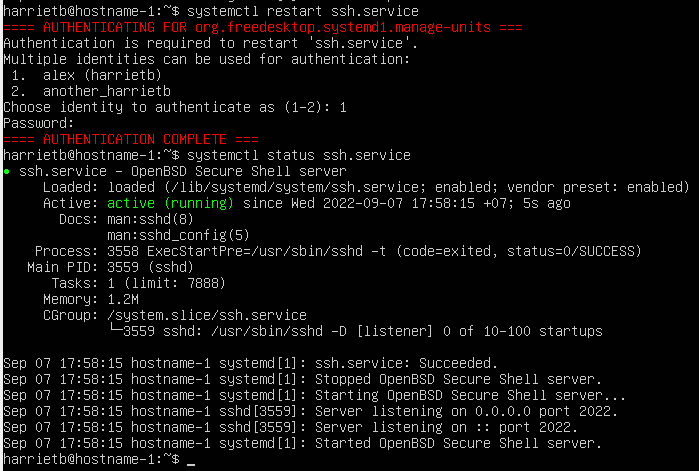 harrietb@hostname-1:~$ systemctl restart ssh.service
==== AUTHENTICATING FOR org.freedesktop.systemd1.manage-units ===
Authentication is required to restart 'ssh.service'.
Multiple identities can be used for authentication:
 1.  alex (harrietb)
 2.  another_harrietb
Choose identity to authenticate as (1-2): 1
Password:
==== AUTHENTICATION COMPLETE ===
harrietb@hostname-1:~$ systemctl status ssh.service
● ssh.service - OpenBSD Secure Shell server
     Loaded: loaded (/lib/systemd/system/ssh.service; enabled; vendor preset: enabled)
     Active: active (running) since Wed 2022-09-07 17:58:15 +07; 5s ago
       Docs: man:sshd(8)
             man:sshd_config(5)
    Process: 3558 ExecStartPre=/usr/sbin/sshd -t (code=exited, status=0/SUCCESS)
   Main PID: 3559 (sshd)
      Tasks: 1 (limit: 7888)
     Memory: 1.2M
     CGroup: /system.slice/ssh.service
             └─3559 sshd: /usr/sbin/sshd -D [listener] 0 of 10-100 startups

Sep 07 17:58:15 hostname-1 systemd[1]: ssh.service: Succeeded.
Sep 07 17:58:15 hostname-1 systemd[1]: Stopped OpenBSD Secure Shell server.
Sep 07 17:58:15 hostname-1 systemd[1]: Starting OpenBSD Secure Shell server...
Sep 07 17:58:15 hostname-1 sshd[3559]: Server listening on 0.0.0.0 port 2022.
Sep 07 17:58:15 hostname-1 sshd[3559]: Server listening on :: port 2022.
Sep 07 17:58:15 hostname-1 systemd[1]: Started OpenBSD Secure Shell server.
harrietb@hostname-1:~$ _